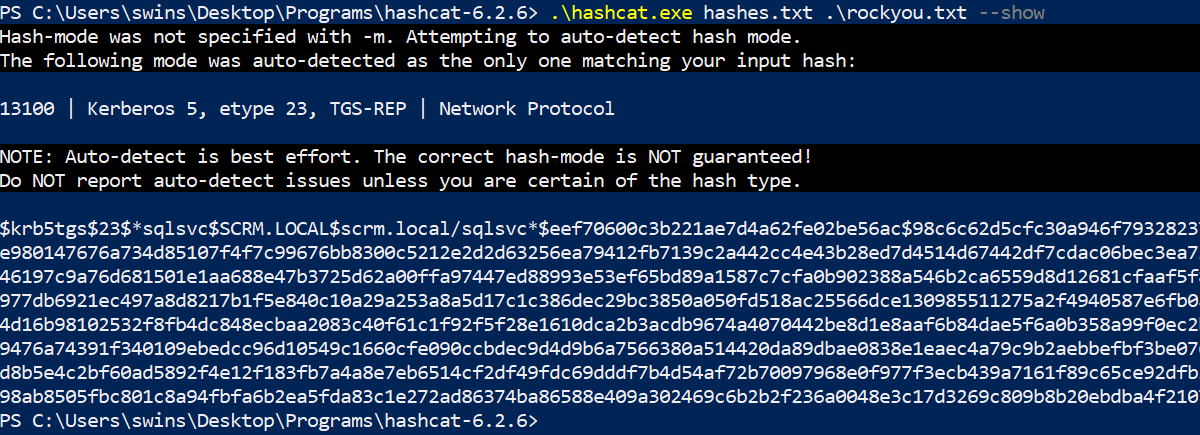 PS C:\Users\swins\Desktop\Programs\hashcat-6.2.6> .\hashcat.exe hashes.txt .\rockyou.txt --show
Hash-mode was not specified with -m. Attempting to auto-detect hash mode.
The following mode was auto-detected as the only one matching your input hash:
13100 | Kerberos 5, etype 23, TGS-REP | Network Protocol
NOTE: Auto-detect is best effort. The correct hash-mode is NOT guaranteed!
Do NOT report auto-detect issues unless you are certain of the hash type.
$krb5tgs$23$*sqlsvc$SCRM.LOCAL$scrm.local/sqlsvc*$eef70600c3b221ae7d4a62fe02be56ac$98c6c62d5cfc30a946f7932823
e980147676a734d85107f4f7c99676bb8300c5212e2d2d63256ea79412fb7139c2a442cc4e43b28ed7d4514d67442df7cdac06bec3ea7
46197c9a76d681501e1aa688e47b3725d62a00ffa97447ed88993e53ef65bd89a1587c7cfa0b902388a546b2ca6559d8d12681cfaaf5f
977db6921ec497a8d8217b1f5e840c10a29a253a8a5d17c1c386dec29bc3850a050fd518ac25566dce130985511275a2f4940587e6fb0
4d16b98102532f8fb4dc848ecbaa2083c40f61c1f92f5f28e1610dca2b3acdb9674a4070442be8d1e8aaf6b84dae5f6a0b358a99f0ec2
9476a74391f340109ebedcc96d10549c1660cfe090ccbdec9d4d9b6a7566380a514420da89dbae0838e1eaec4a79c9b2aebbefbf3be07
d8b5e4c2bf60ad5892f4e12f183fb7a4a8e7eb6514cf2df49fdc69dddf7b4d54af72b70097968e0f977f3ecb439a7161f89c65ce92dfb
98ab8505fbc801c8a94fbfa6b2ea5fda83c1e272ad86374ba86588e409a302469c6b2b2f236a0048e3c17d3269c809b8b20ebdba4f210
PS C:\Users\swins\Desktop\Programs\hashcat-6.2.6>